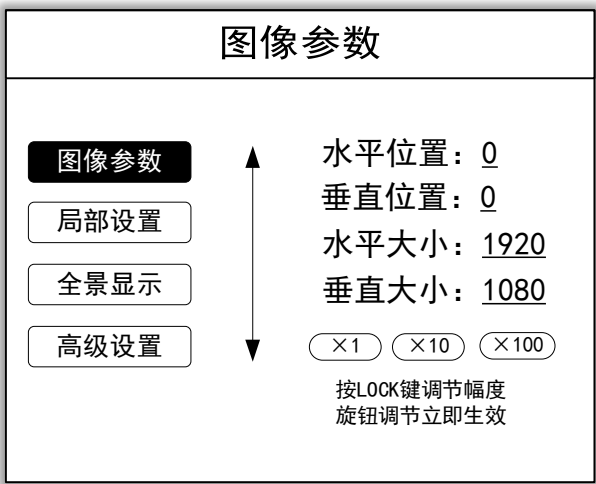 图像参数
图像参数
局部设置
全景显示
高级设置
水平位置：0
垂直位置：0
水平大小：1920
垂直大小：1080
×1 ×10 ×100
按LOCK键调节幅度
旋钮调节立即生效